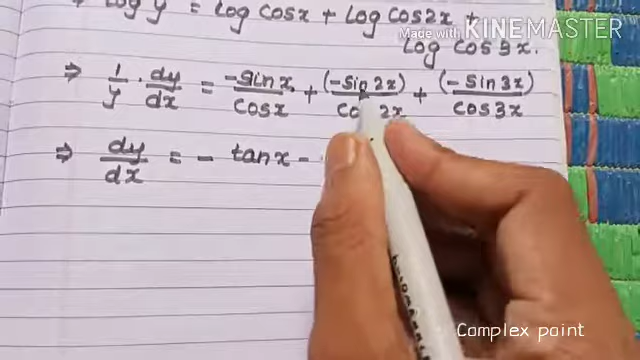 ⇒ log y = log cosx + log cos2x +
log cos3x.
⇒ 1/y . dy/dx = -sinx/cosx + (-sin2x)/cos2x + (-sin3x)/cos3x
⇒ dy/dx = - tanx -
Made with KINEMASTER
Complex point